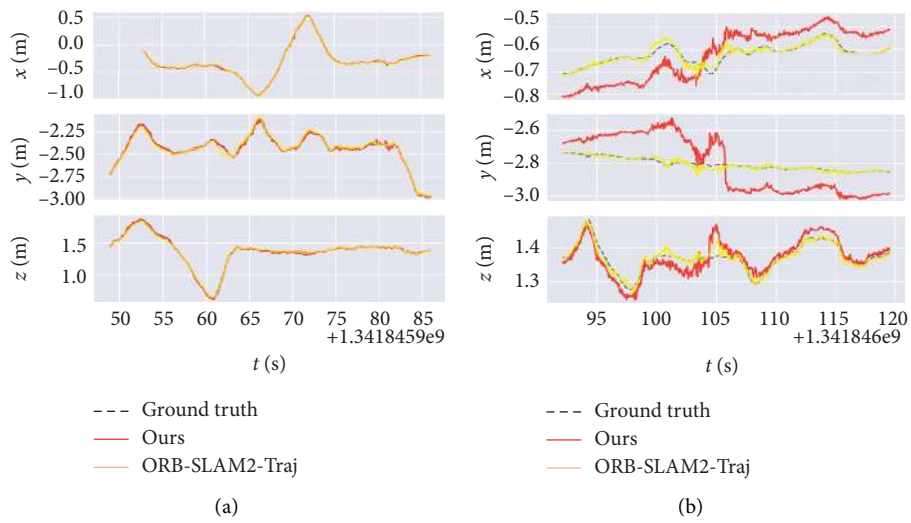 0.5
0.0
−0.5
−1.0
x (m)
−2.25
−2.50
−2.75
−3.00
y (m)
1.5
1.0
z (m)
50 55 60 65 70 72 80 85
+1.3418459e9
t (s)
Ground truth
Ours
ORB-SLAM2-Traj
(a)
−0.5
−0.6
−0.7
−0.8
x (m)
−2.6
−2.8
−3.0
y (m)
1.4
1.3
z (m)
95 100 105 110 115 120
+1.341846e9
t (s)
Ground truth
Ours
ORB-SLAM2-Traj
(b)